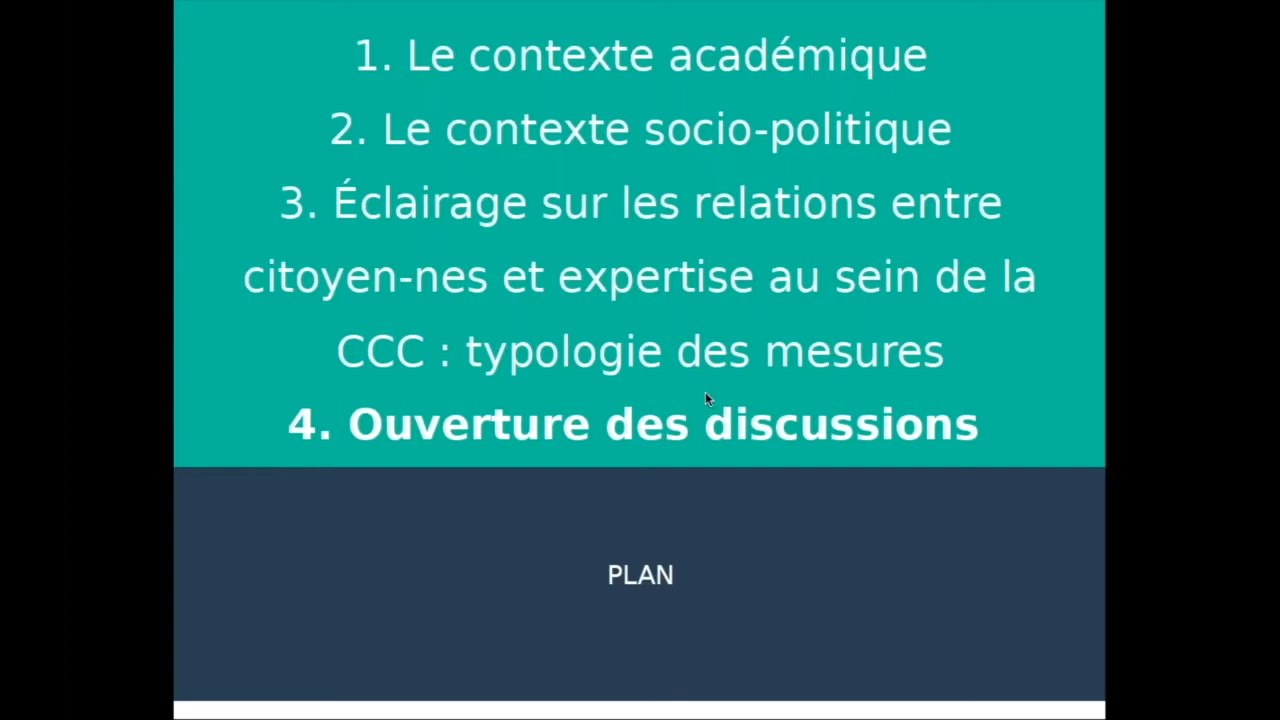 1. Le contexte académique
2. Le contexte socio-politique
3. Éclairage sur les relations entre
citoyen-nes et expertise au sein de la
CCC : typologie des mesures
4. Ouverture des discussions
PLAN